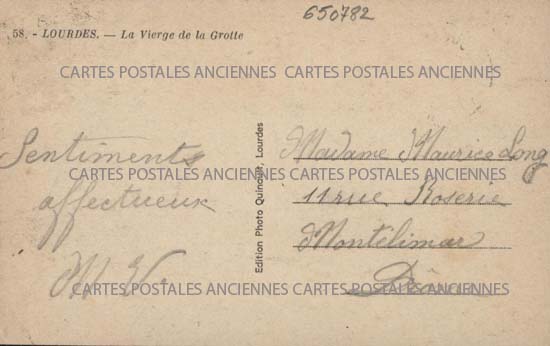 650782
58. - LOURDES. — La Vierge de la Grotte
CARTES POSTALES ANCIENNES - CARTES POSTALES ANCIENNES
Sentiments
affectueux
Edition Photo Quinault, Lourdes
Madame Maurice Long
CARTES POSTALES ANCIENNES CARTES POSTALES ANCIENNES
11 rue Roserie
Montélimar
Drôme
CARTES POSTALES ANCIENNES CARTES POSTALES ANCIENNES